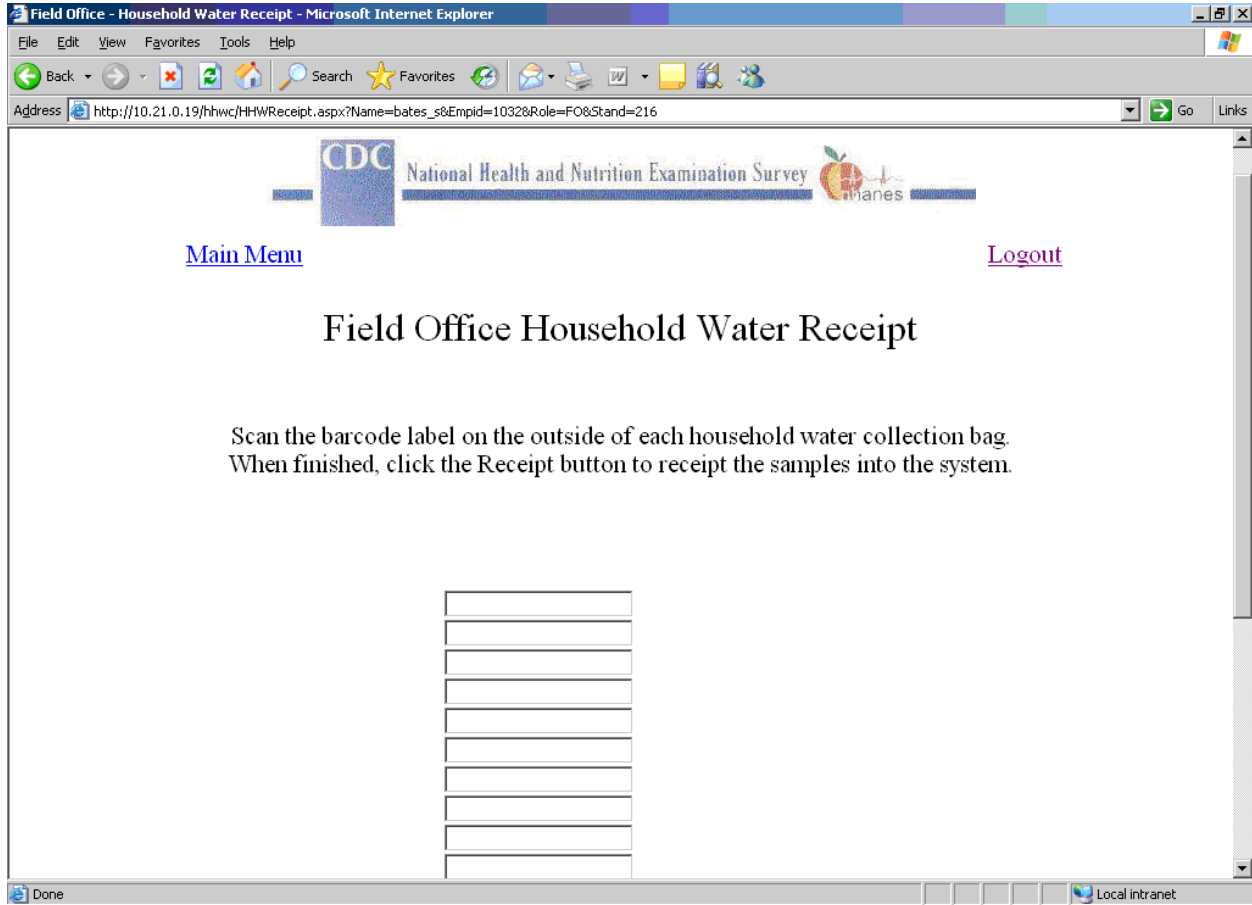 Field Office - Household Water Receipt - Microsoft Internet Explorer
File Edit View Favorites Tools Help
Back Search Favorites
Address http://10.21.0.19/hhwc/HHWReceipt.aspx?Name=bates_s&Empid=1032&Role=FO&Stand=216 Go Links
CDC National Health and Nutrition Examination Survey nhanes
Main Menu Logout
Field Office Household Water Receipt
Scan the barcode label on the outside of each household water collection bag.
When finished, click the Receipt button to receipt the samples into the system.
Done Local intranet